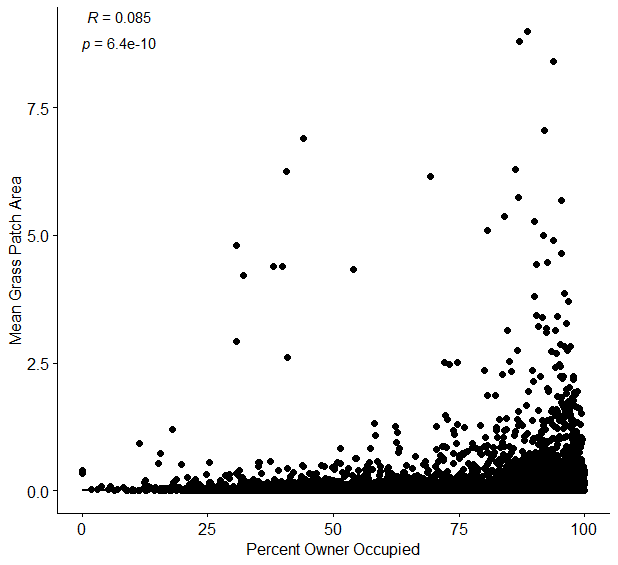 R = 0.085
p = 6.4e-10
7.5
5.0
2.5
0.0
Mean Grass Patch Area
0 25 50 75 100
Percent Owner Occupied